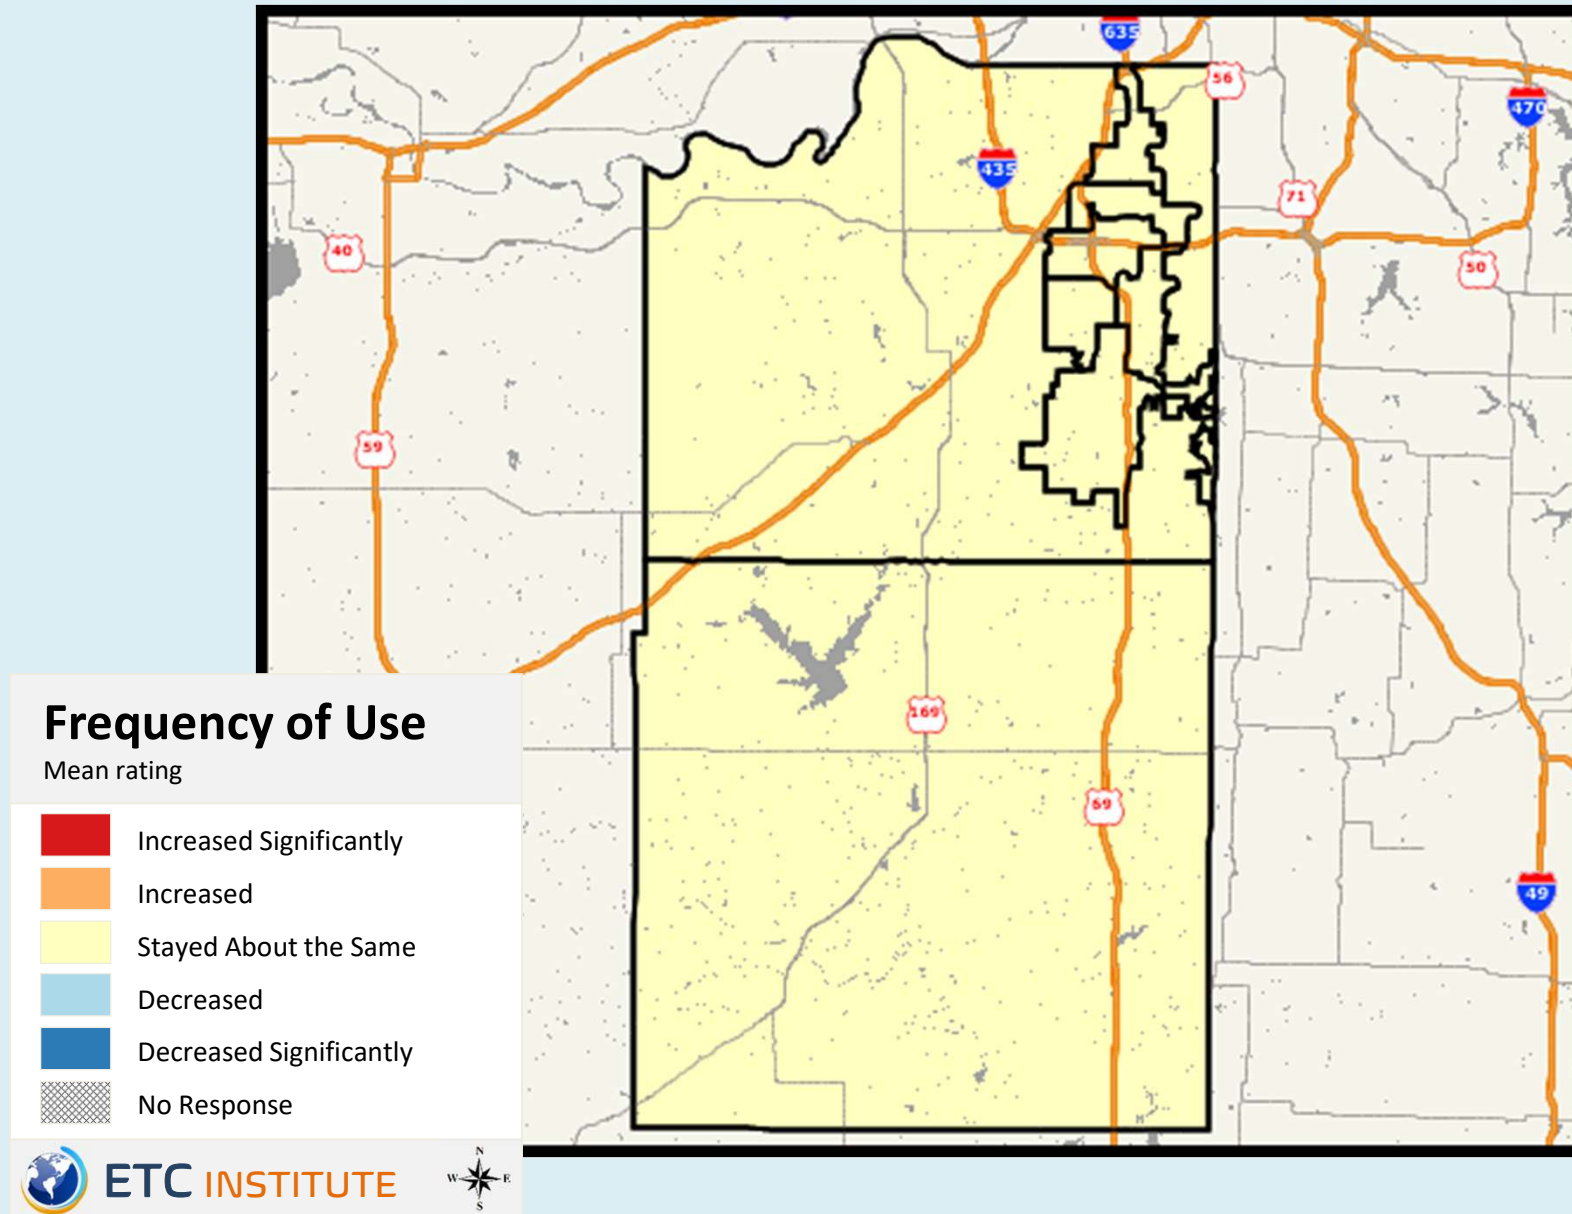 635
56
470
435
71
40
50
59
169
69
49
Frequency of Use
Mean rating
Increased Significantly
Increased
Stayed About the Same
Decreased
Decreased Significantly
No Response
ETC INSTITUTE
N
W E
S